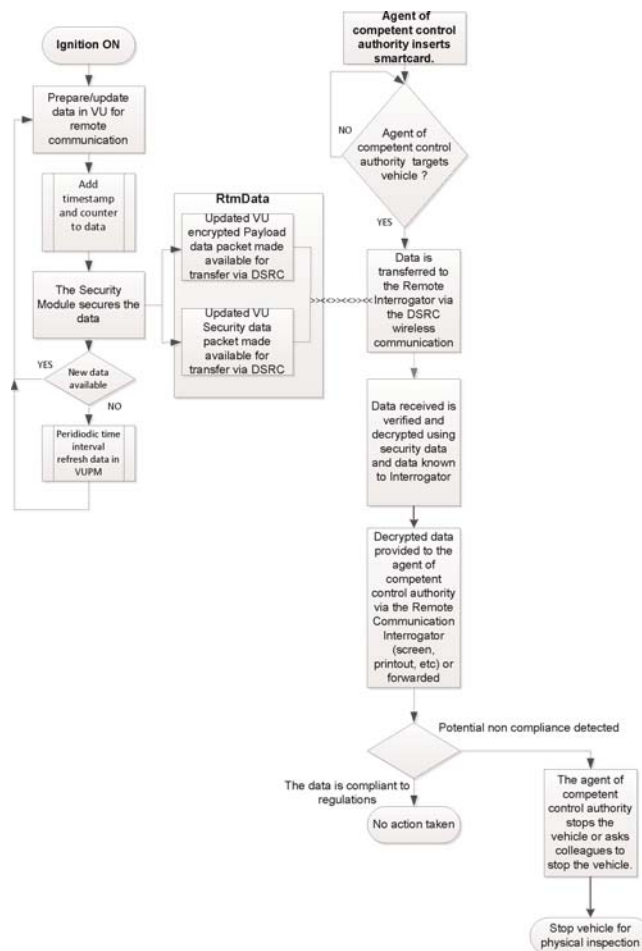 Ignition ON
Prepare/update
data in VU for
remote
communication
Add
timestamp
and counter
to data
The Security
Module secures the
data
YES
New data
available
NO
Peridiodic time
interval
refresh data in
VUPM
RtmData
Updated VU
encrypted Payload
data packet made
available for
transfer via DSRC
Updated VU
Security data
packet made
available for
transfer via DSRC
Agent of
competent control
authority inserts
smartcard.
NO
Agent of
competent control
authority targets
vehicle ?
YES
Data is
transferred to
the Remote
Interrogator via
the DSRC
wireless
communication
Data received is
verified and
decrypted using
security data
and data known
to Interrogator
Decrypted data
provided to the
agent of
competent
control authority
via the Remote
Communication
Interrogator
(screen,
printout, etc) or
forwarded
Potential non compliance detected
The data is compliant to
regulations
No action taken
The agent of
competent
control authority
stops the
vehicle or asks
colleagues to
stop the vehicle.
Stop vehicle for
physical inspection